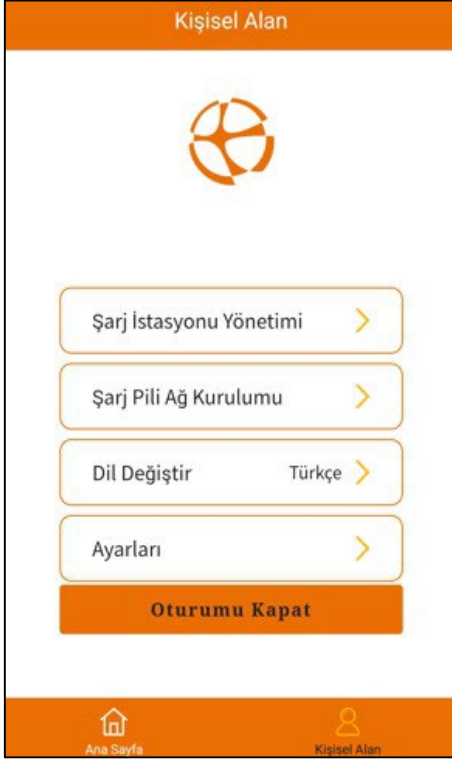 Kişisel Alan
Şarj İstasyonu Yönetimi
Şarj Pili Ağ Kurulumu
Dil Değiştir Türkçe
Ayarları
Oturumu Kapat
Ana Sayfa Kişisel Alan